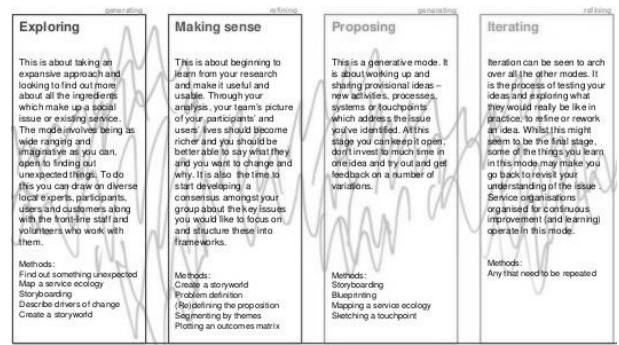 generating
Exploring
This is about taking an
expansive approach and
looking to find out more
about all the ingredients
which make up a social
issue or existing service.
The mode involves being as
wide ranging and
imaginative as you can,
open to finding out
unexpected things. To do
this you can draw on diverse
local experts, participants,
users and customers along
with the front-line staff and
volunteers who work with
them.
Methods:
Find out something unexpected
Map a service ecology
Storyboarding
Describe drivers of change
Create a storyworld
refining
Making sense
This is about beginning to
learn from your research
and make it useful and
usable. Through your
analysis, your team's picture
of your participants' and
users' lives should become
richer and you should be
better able to say what they
and you want to change and
why. It is also the time to
start developing a
consensus amongst your
group about the key issues
you would like to focus on
and structure these into
frameworks.
Methods:
Create a storyworld
Problem definition
(Re)defining the proposition
Segmenting by themes
Plotting an outcomes matrix
generating
Proposing
This is a generative mode. It
is about working up and
sharing provisional ideas –
new activities, processes,
systems or touchpoints
which address the issue
you've identified. At this
stage you can keep it open,
don't invest to much time in
one idea and try out and get
feedback on a number of
variations.
Methods:
Storyboarding
Blueprinting
Mapping a service ecology
Sketching a touchpoint
refining
Iterating
Iteration can be seen to arch
over all the other modes. It
is the process of testing your
ideas and exploring what
they would really be like in
practice, to refine or rework
an idea. Whilst this might
seem to be the final stage,
some of the things you learn
in this mode may make you
go back to revisit your
understanding of the issue.
Service organisations
organised for continuous
improvement (and learning)
operate in this mode.
Methods:
Any that need to be repeated